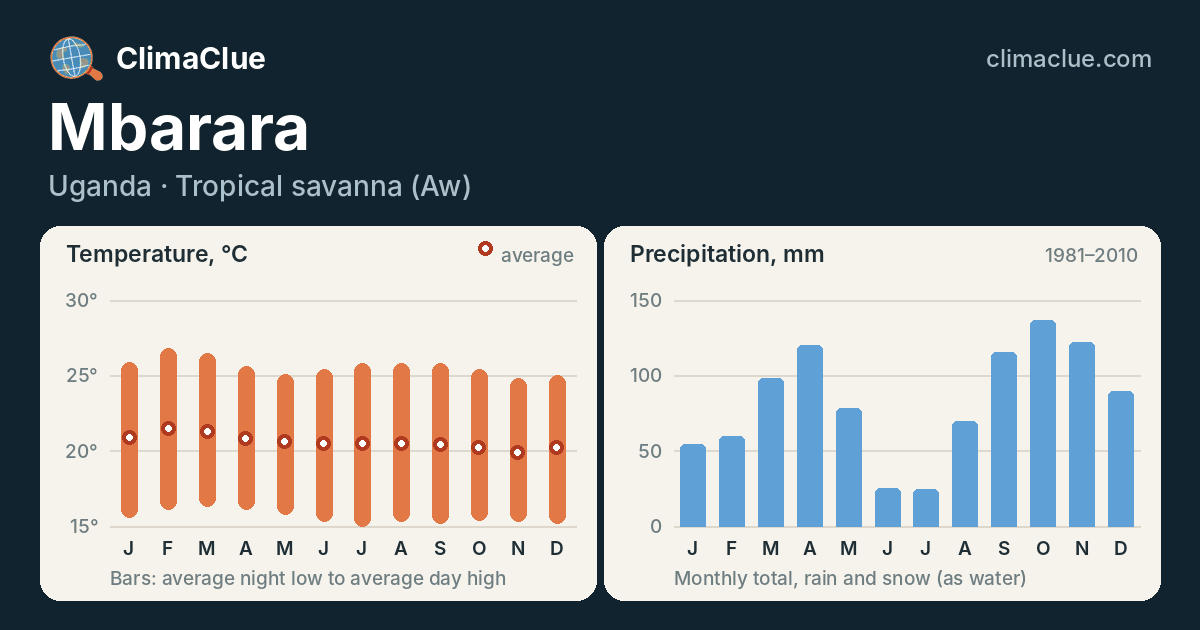 ClimaClue
climaclue.com
Mbarara
Uganda · Tropical savanna (Aw)
Temperature, °C
average
30°
25°
20°
15°
J F M A M J J A S O N D
Bars: average night low to average day high
Precipitation, mm
1981–2010
150
100
50
0
J F M A M J J A S O N D
Monthly total, rain and snow (as water)